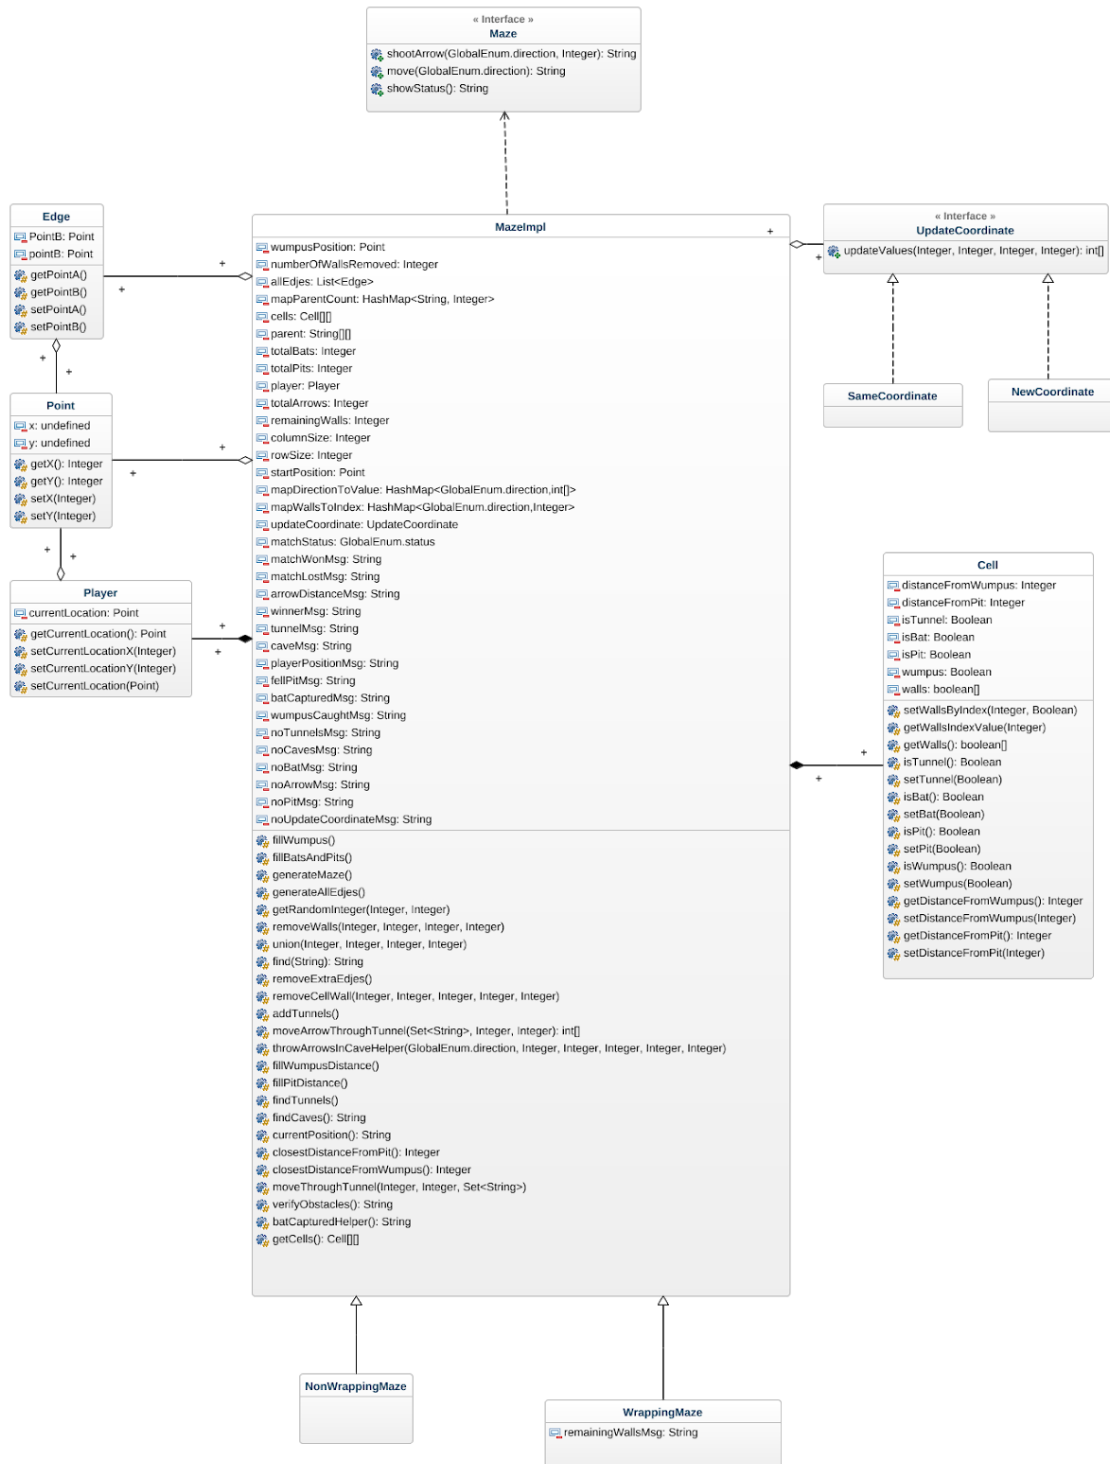 « Interface »
Maze
shootArrow(GlobalEnum.direction, Integer): String
move(GlobalEnum.direction): String
showStatus(): String
Edge
PointB: Point
pointB: Point
getPointA()
getPointB()
setPointA()
setPointB()
Point
x: undefined
y: undefined
getX(): Integer
getY(): Integer
setX(Integer)
setY(Integer)
Player
currentLocation: Point
getCurrentLocation(): Point
setCurrentLocationX(Integer)
setCurrentLocationY(Integer)
setCurrentLocation(Point)
MazeImpl
wumpusPosition: Point
numberOfWallsRemoved: Integer
allEdjes: List<Edge>
mapParentCount: HashMap<String, Integer>
cells: Cell[][]
parent: String[][]
totalBats: Integer
totalPits: Integer
player: Player
totalArrows: Integer
remainingWalls: Integer
columnSize: Integer
rowSize: Integer
startPosition: Point
mapDirectionToValue: HashMap<GlobalEnum.direction,int[]>
mapWallsToIndex: HashMap<GlobalEnum.direction,Integer>
updateCoordinate: UpdateCoordinate
matchStatus: GlobalEnum.status
matchWonMsg: String
matchLostMsg: String
arrowDistanceMsg: String
winnerMsg: String
tunnelMsg: String
caveMsg: String
playerPositionMsg: String
fellPitMsg: String
batCapturedMsg: String
wumpusCaughtMsg: String
noTunnelsMsg: String
noCavesMsg: String
noBatMsg: String
noArrowMsg: String
noPitMsg: String
noUpdateCoordinateMsg: String
fillWumpus()
fillBatsAndPits()
generateMaze()
generateAllEdjes()
getRandomInteger(Integer, Integer)
removeWalls(Integer, Integer, Integer, Integer)
union(Integer, Integer, Integer, Integer)
find(String): String
removeExtraEdjes()
removeCellWall(Integer, Integer, Integer, Integer, Integer)
addTunnels()
moveArrowThroughTunnel(Set<String>, Integer, Integer): int[]
throwArrowsInCaveHelper(GlobalEnum.direction, Integer, Integer, Integer, Integer, Integer)
fillWumpusDistance()
fillPitDistance()
findTunnels()
findCaves(): String
currentPosition(): String
closestDistanceFromPit(): Integer
closestDistanceFromWumpus(): Integer
moveThroughTunnel(Integer, Integer, Set<String>)
verifyObstacles(): String
batCapturedHelper(): String
getCells(): Cell[][]
« Interface »
UpdateCoordinate
updateValues(Integer, Integer, Integer, Integer): int[]
SameCoordinate
NewCoordinate
Cell
distanceFromWumpus: Integer
distanceFromPit: Integer
isTunnel: Boolean
isBat: Boolean
isPit: Boolean
wumpus: Boolean
walls: boolean[]
setWallsByIndex(Integer, Boolean)
getWallsIndexValue(Integer)
getWalls(): boolean[]
isTunnel(): Boolean
setTunnel(Boolean)
isBat(): Boolean
setBat(Boolean)
isPit(): Boolean
setPit(Boolean)
isWumpus(): Boolean
setWumpus(Boolean)
getDistanceFromWumpus(): Integer
setDistanceFromWumpus(Integer)
getDistanceFromPit(): Integer
setDistanceFromPit(Integer)
NonWrappingMaze
WrappingMaze
remainingWallsMsg: String